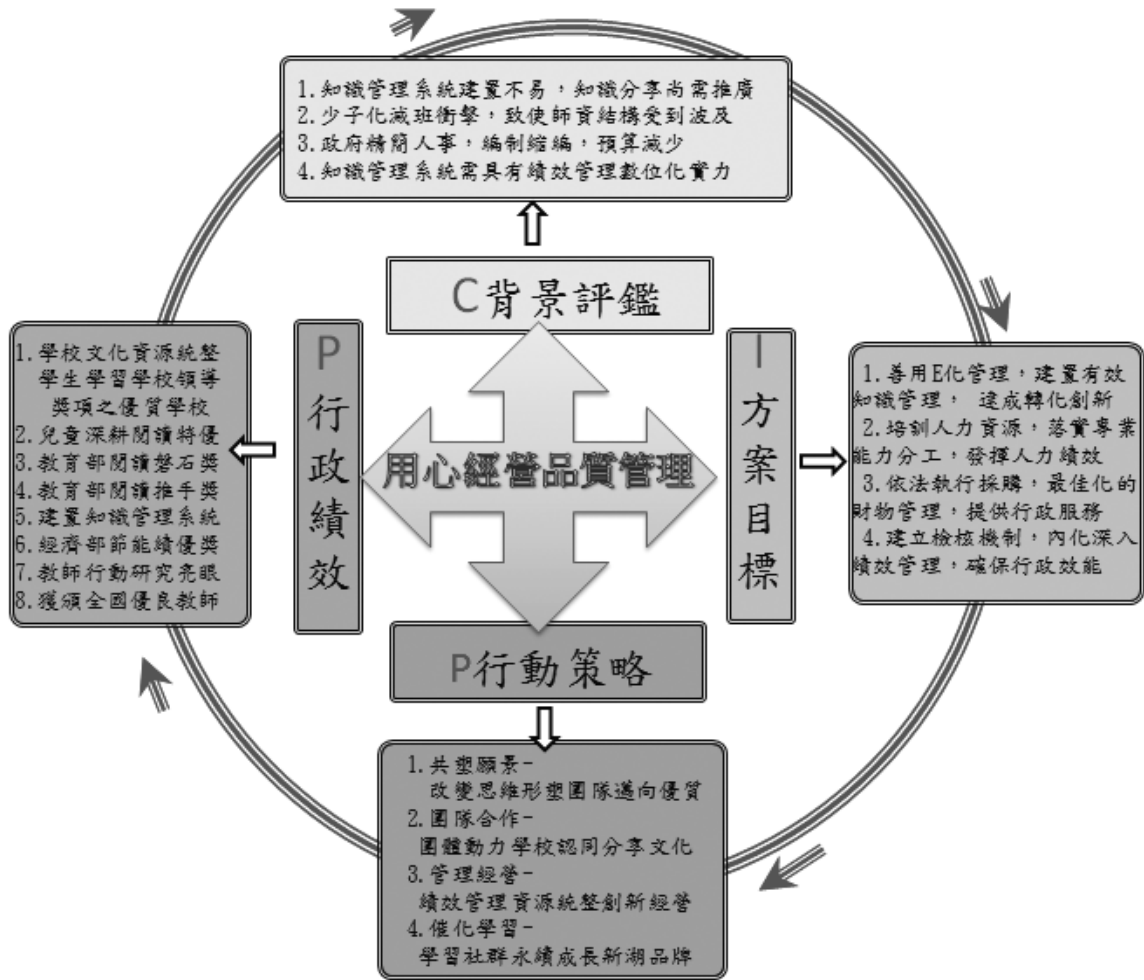 1.知識管理系統建置不易，知識分享尚需推廣
2.少子化減班衝擊，致使師資結構受到波及
3.政府精簡人事，編制縮編，預算減少
4.知識管理系統需具有績效管理數位化實力
C背景評鑑
P行政績效
1.學校文化資源統整
學生學習學校領導
獎項之優質學校
2.兒童深耕閱讀特優
3.教育部閱讀磐石獎
4.教育部閱讀推手獎
5.建置知識管理系統
6.經濟部節能績優獎
7.教師行動研究亮眼
8.獲頒全國優良教師
用心經營品質管理
I方案目標
1.善用E化管理，建置有效
知識管理， 達成轉化創新
2.培訓人力資源，落實專業
能力分工，發揮人力績效
3.依法執行採購，最佳化的
財物管理，提供行政服務
4.建立檢核機制，內化深入
績效管理，確保行政效能
P行動策略
1.共塑願景-
改變思維形塑團隊邁向優質
2.團隊合作-
團體動力學校認同分享文化
3.管理經營-
績效管理資源統整創新經營
4.催化學習-
學習社群永續成長新湖品牌